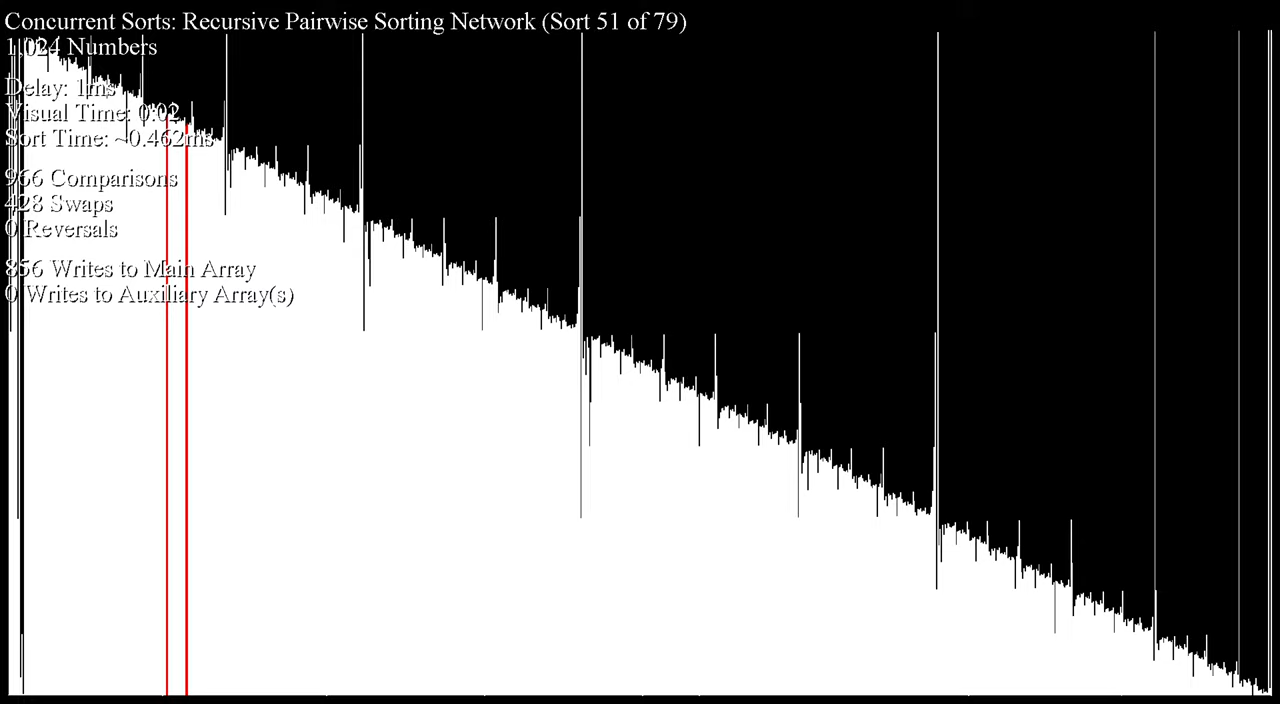 Concurrent Sorts: Recursive Pairwise Sorting Network (Sort 51 of 79)
1,024 Numbers
Delay: 1ms
Visual Time: 0:02
Sort Time: ~0.462ms
966 Comparisons
428 Swaps
0 Reversals
856 Writes to Main Array
0 Writes to Auxiliary Array(s)